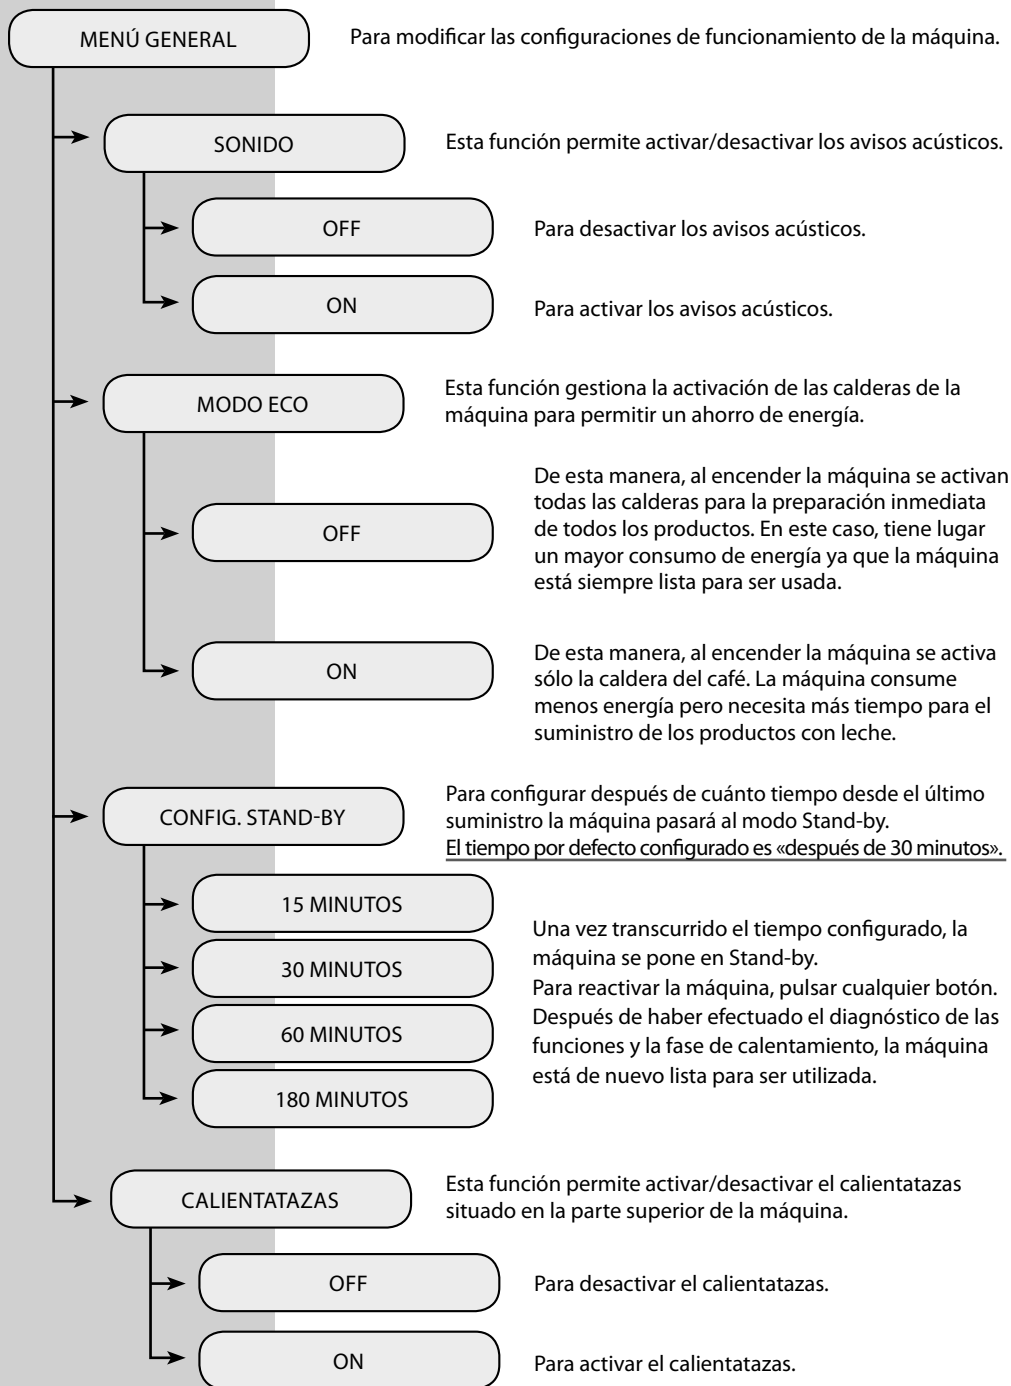 MENÚ GENERAL
Para modificar las configuraciones de funcionamiento de la máquina.
SONIDO
Esta función permite activar/desactivar los avisos acústicos.
OFF
Para desactivar los avisos acústicos.
ON
Para activar los avisos acústicos.
MODO ECO
Esta función gestiona la activación de las calderas de la
máquina para permitir un ahorro de energía.
OFF
De esta manera, al encender la máquina se activan
todas las calderas para la preparación inmediata
de todos los productos. En este caso, tiene lugar
un mayor consumo de energía ya que la máquina
está siempre lista para ser usada.
ON
De esta manera, al encender la máquina se activa
sólo la caldera del café. La máquina consume
menos energía pero necesita más tiempo para el
suministro de los productos con leche.
CONFIG. STAND-BY
Para configurar después de cuánto tiempo desde el último
suministro la máquina pasará al modo Stand-by.
El tiempo por defecto configurado es «después de 30 minutos».
15 MINUTOS
30 MINUTOS
60 MINUTOS
180 MINUTOS
Una vez transcurrido el tiempo configurado, la
máquina se pone en Stand-by.
Para reactivar la máquina, pulsar cualquier botón.
Después de haber efectuado el diagnóstico de las
funciones y la fase de calentamiento, la máquina
está de nuevo lista para ser utilizada.
CALIENTATAZAS
Esta función permite activar/desactivar el calientatazas
situado en la parte superior de la máquina.
OFF
Para desactivar el calientatazas.
ON
Para activar el calientatazas.